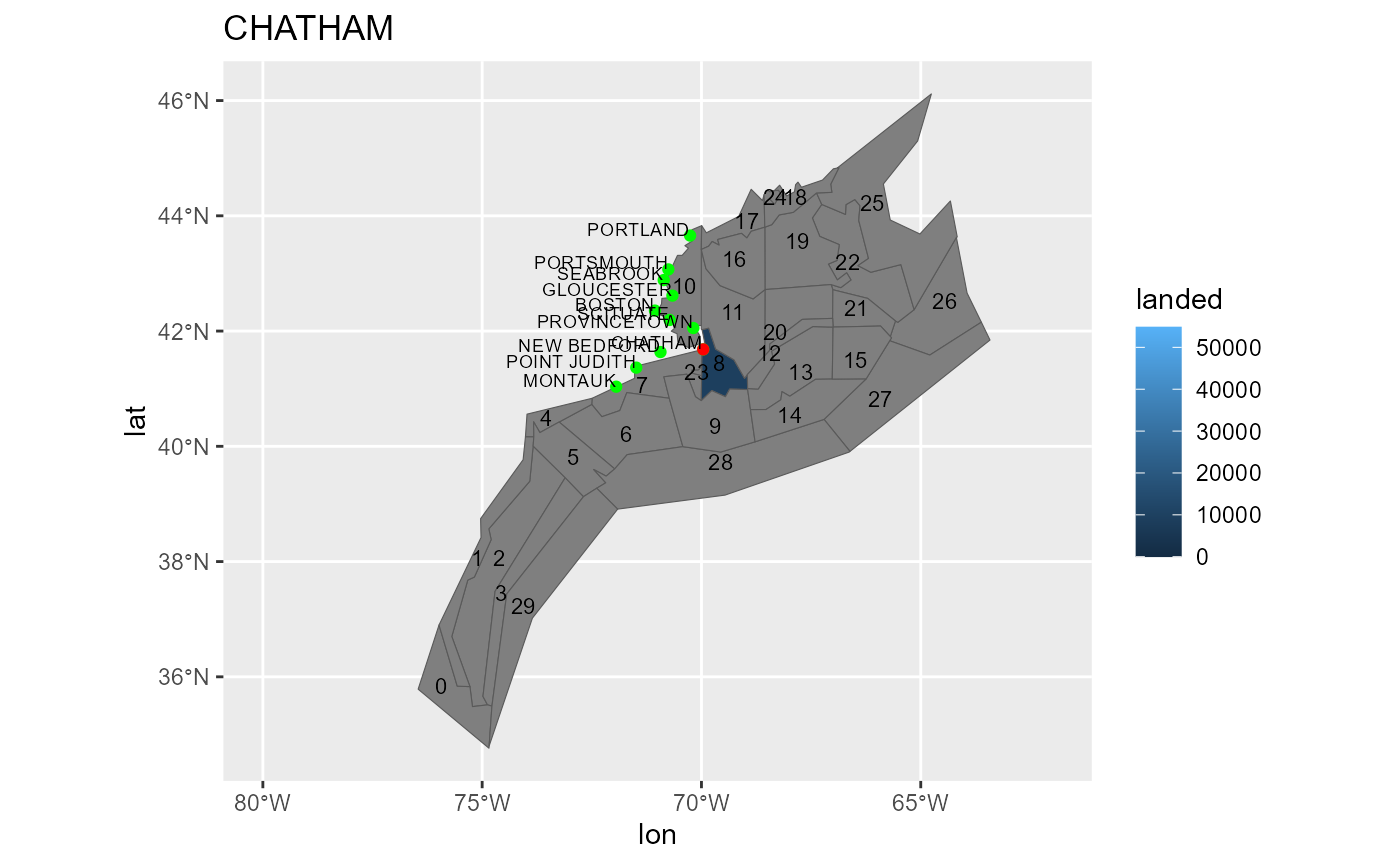 CHATHAM
46°N
44°N
42°N
40°N
38°N
36°N
lat
PORTLAND
PORTSMOUTH
SEABROOK
GLOUCESTER
BOSTON
SCITUATE
PROVINCETOWN
CHATHAM
NEW BEDFORD
POINT JUDITH
MONTAUK
24
18
25
17
19
16
22
10
26
21
11
20
12
15
8
23
13
7
27
14
4
9
6
5
28
1
2
3
29
0
80°W
75°W
70°W
65°W
lon
landed
50000
40000
30000
20000
10000
0